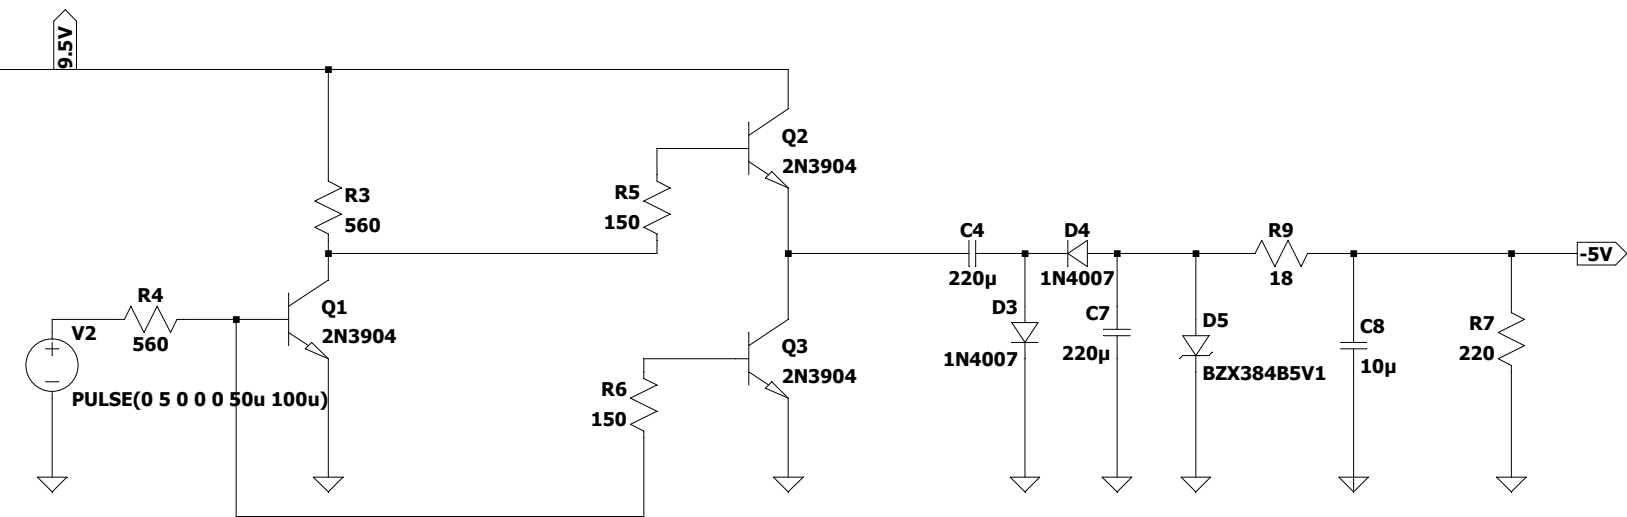 9.5V
Q2
2N3904
R3
560
R5
150
C4
220µ
D4
1N4007
R9
18
-5V
R4
560
Q1
2N3904
V2
PULSE(0 5 0 0 0 50u 100u)
D3
1N4007
C7
220µ
D5
BZX384B5V1
C8
10µ
R7
220
Q3
2N3904
R6
150